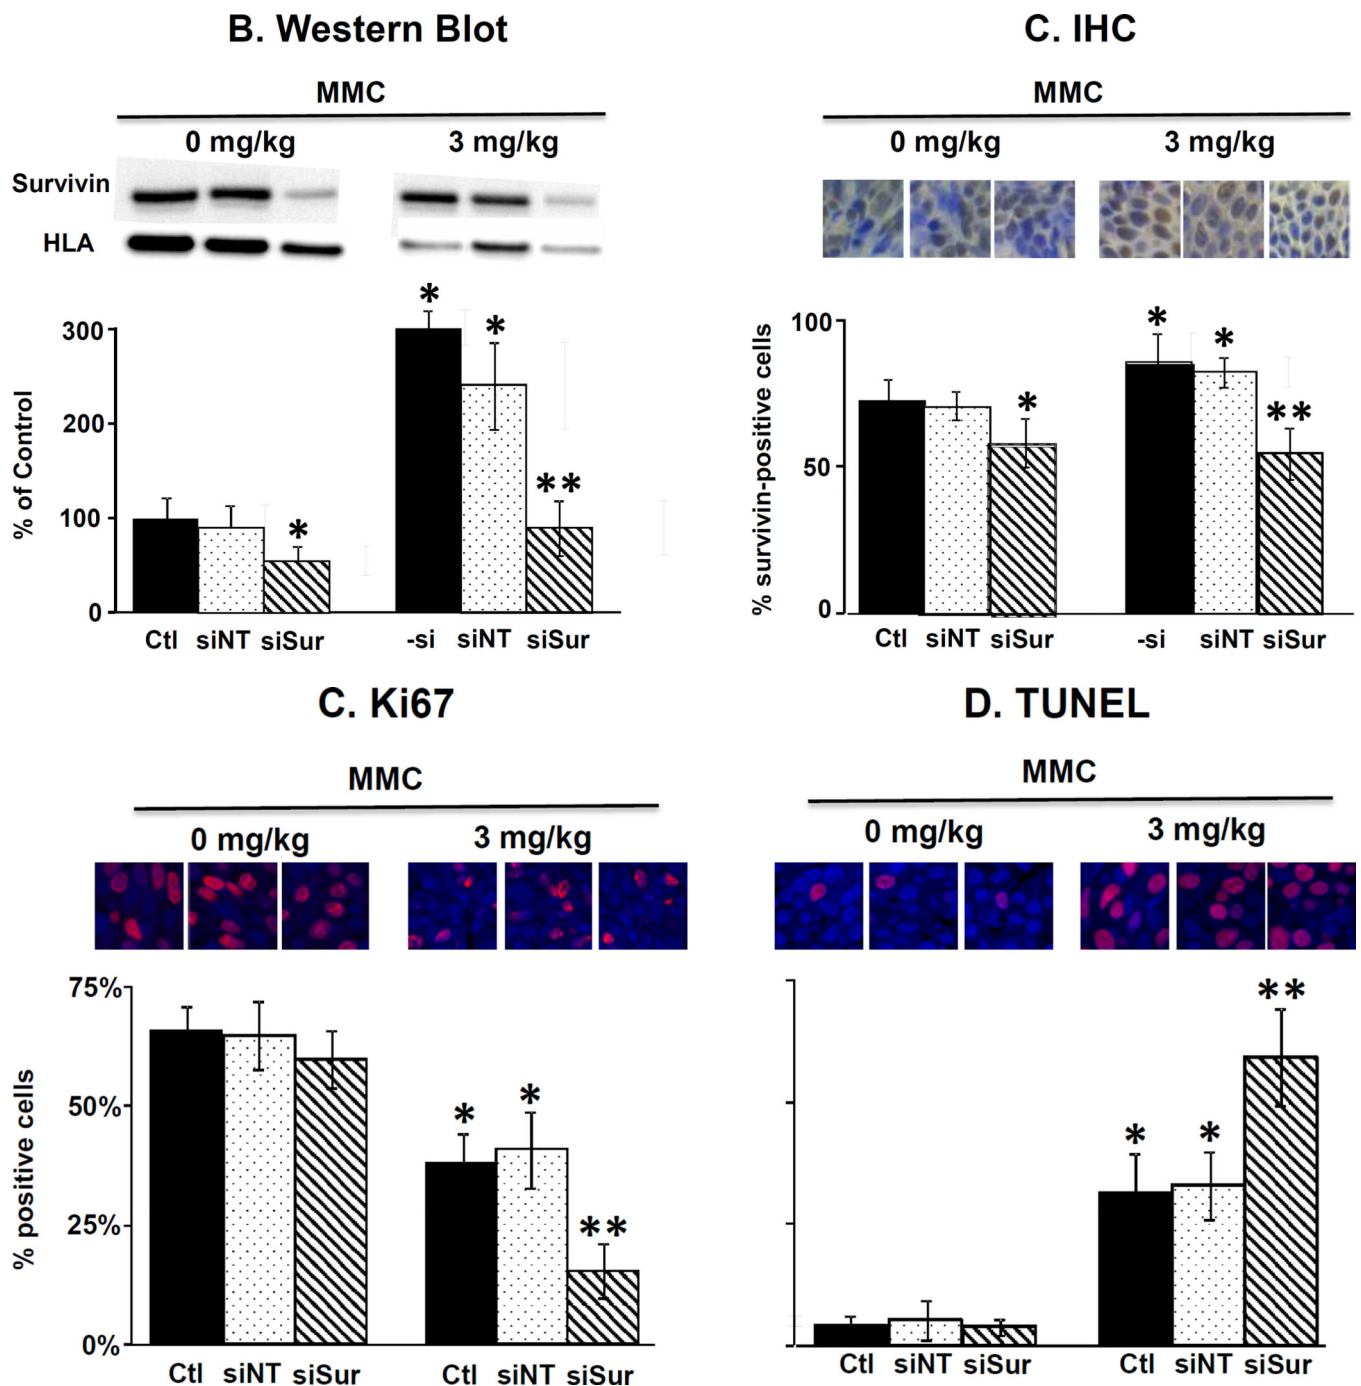 B. Western Blot
MMC
0 mg/kg 3 mg/kg
Survivin
HLA
* * * **
300
200
100
0
% of Control
Ctl siNT siSur -si siNT siSur
C. IHC
MMC
0 mg/kg 3 mg/kg
* * * **
100
50
0
% survivin-positive cells
Ctl siNT siSur -si siNT siSur
C. Ki67
MMC
0 mg/kg 3 mg/kg
75%
50%
25%
0%
% positive cells
* * **
Ctl siNT siSur Ctl siNT siSur
D. TUNEL
MMC
0 mg/kg 3 mg/kg
* * **
Ctl siNT siSur Ctl siNT siSur